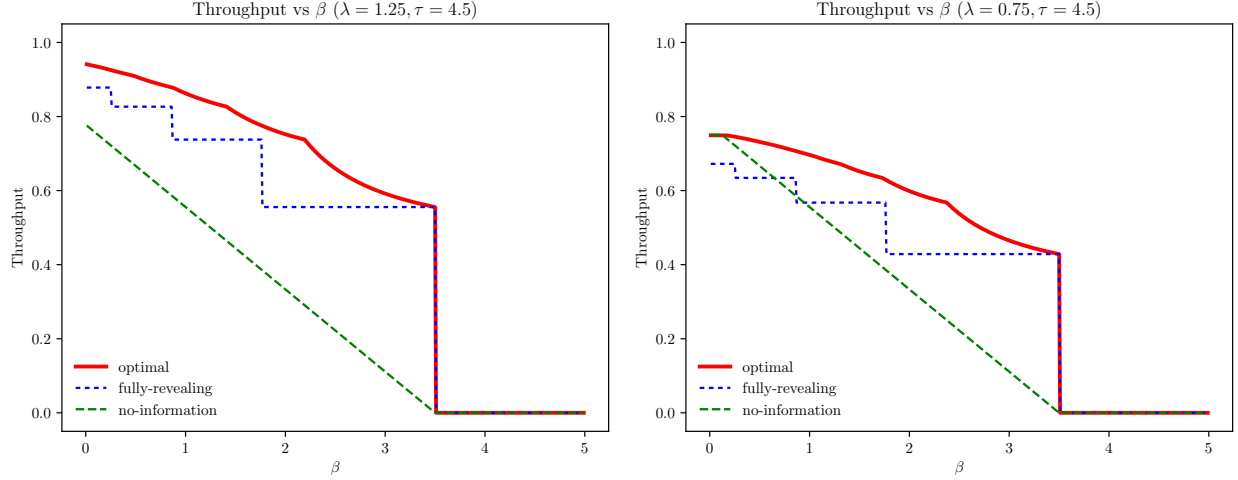 Throughput vs β (λ = 1.25, τ = 4.5)
1.0
0.8
0.6
0.4
0.2
0.0
Throughput
optimal
fully-revealing
no-information
0 1 2 3 4 5
β
Throughput vs β (λ = 0.75, τ = 4.5)
1.0
0.8
0.6
0.4
0.2
0.0
Throughput
optimal
fully-revealing
no-information
0 1 2 3 4 5
β